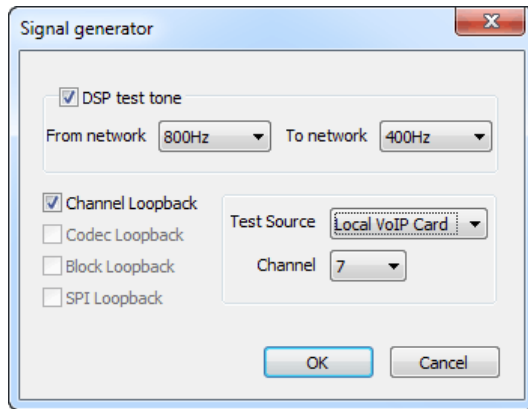 Signal generator
DSP test tone
From network 800Hz To network 400Hz
Channel Loopback
Codec Loopback
Block Loopback
SPI Loopback
Test Source Local VoIP Card
Channel 7
OK Cancel